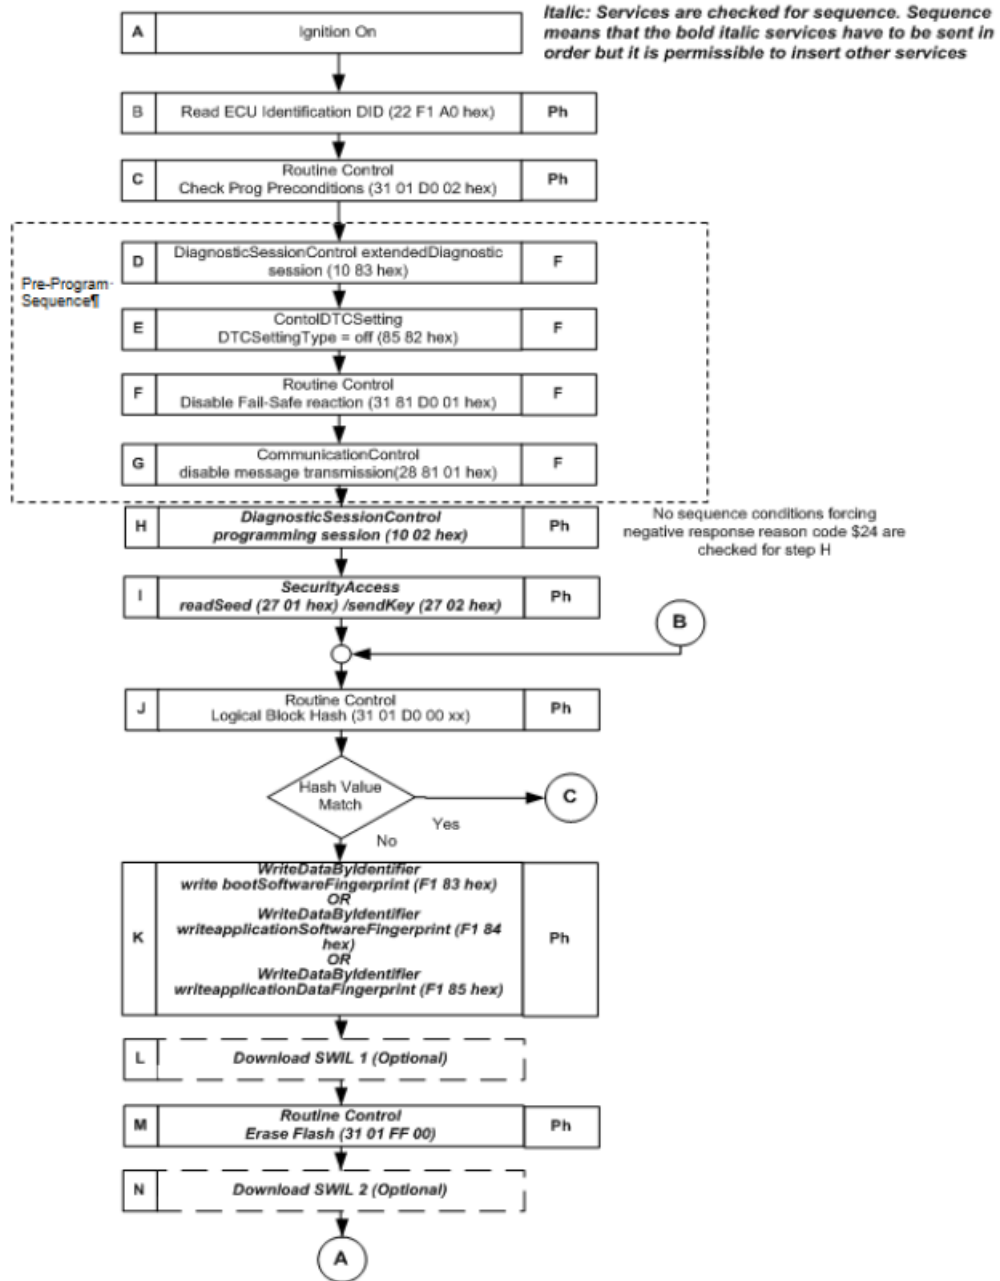 Italic: Services are checked for sequence. Sequence
means that the bold italic services have to be sent in
order but it is permissible to insert other services
A
Ignition On
B
Read ECU Identification DID (22 F1 A0 hex)
Ph
C
Routine Control
Check Prog Preconditions (31 01 D0 02 hex)
Ph
Pre-Program
Sequence¶
D
DiagnosticSessionControl extendedDiagnostic
session (10 83 hex)
F
E
ContolDTCSetting
DTCSettingType = off (85 82 hex)
F
F
Routine Control
Disable Fail-Safe reaction (31 81 D0 01 hex)
F
G
CommunicationControl
disable message transmission(28 81 01 hex)
F
H
DiagnosticSessionControl
programming session (10 02 hex)
Ph
No sequence conditions forcing
negative response reason code $24 are
checked for step H
I
SecurityAccess
readSeed (27 01 hex) /sendKey (27 02 hex)
Ph
B
J
Routine Control
Logical Block Hash (31 01 D0 00 xx)
Ph
Hash Value
Match
Yes
C
No
K
WriteDataByIdentifier
write bootSoftwareFingerprint (F1 83 hex)
OR
WriteDataByIdentifier
writeapplicationSoftwareFingerprint (F1 84
hex)
OR
WriteDataByIdentifier
writeapplicationDataFingerprint (F1 85 hex)
Ph
L
Download SWIL 1 (Optional)
M
Routine Control
Erase Flash (31 01 FF 00)
Ph
N
Download SWIL 2 (Optional)
A